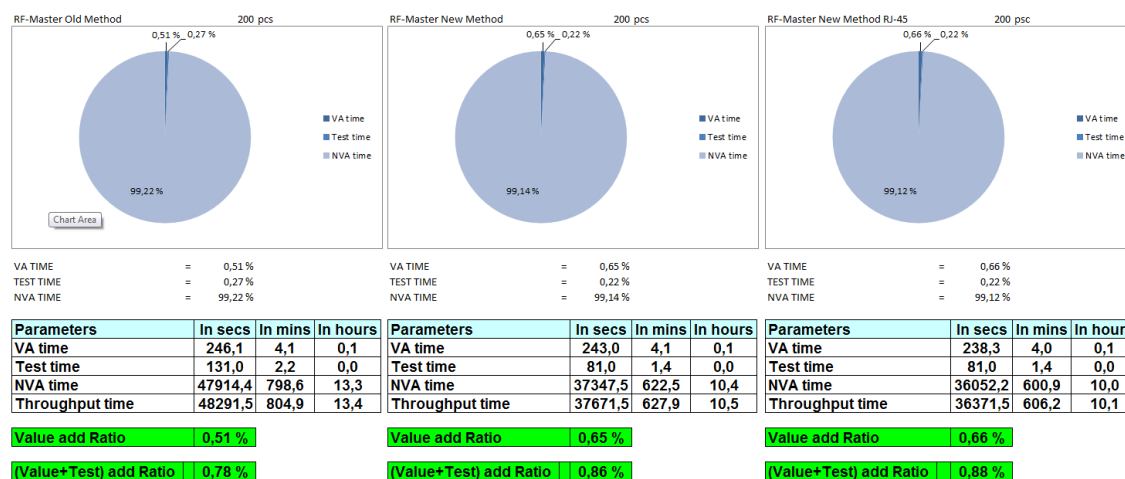 RF-Master Old Method 200 pcs
0,51 % 0,27 %
VA time
Test time
NVA time
99,22 %
Chart Area
VA TIME = 0,51 %
TEST TIME = 0,27 %
NVA TIME = 99,22 %
Parameters In secs In mins In hours
VA time 246,1 4,1 0,1
Test time 131,0 2,2 0,0
NVA time 47914,4 798,6 13,3
Throughput time 48291,5 804,9 13,4
Value add Ratio 0,51 %
(Value+Test) add Ratio 0,78 %
RF-Master New Method 200 pcs
0,65 % 0,22 %
VA time
Test time
NVA time
99,14 %
VA TIME = 0,65 %
TEST TIME = 0,22 %
NVA TIME = 99,14 %
Parameters In secs In mins In hours
VA time 243,0 4,1 0,1
Test time 81,0 1,4 0,0
NVA time 37347,5 622,5 10,4
Throughput time 37671,5 627,9 10,5
Value add Ratio 0,65 %
(Value+Test) add Ratio 0,86 %
RF-Master New Method RJ-45 200 psc
0,66 % 0,22 %
VA time
Test time
NVA time
99,12 %
VA TIME = 0,66 %
TEST TIME = 0,22 %
NVA TIME = 99,12 %
Parameters In secs In mins In hours
VA time 238,3 4,0 0,1
Test time 81,0 1,4 0,0
NVA time 36052,2 600,9 10,0
Throughput time 36371,5 606,2 10,1
Value add Ratio 0,66 %
(Value+Test) add Ratio 0,88 %